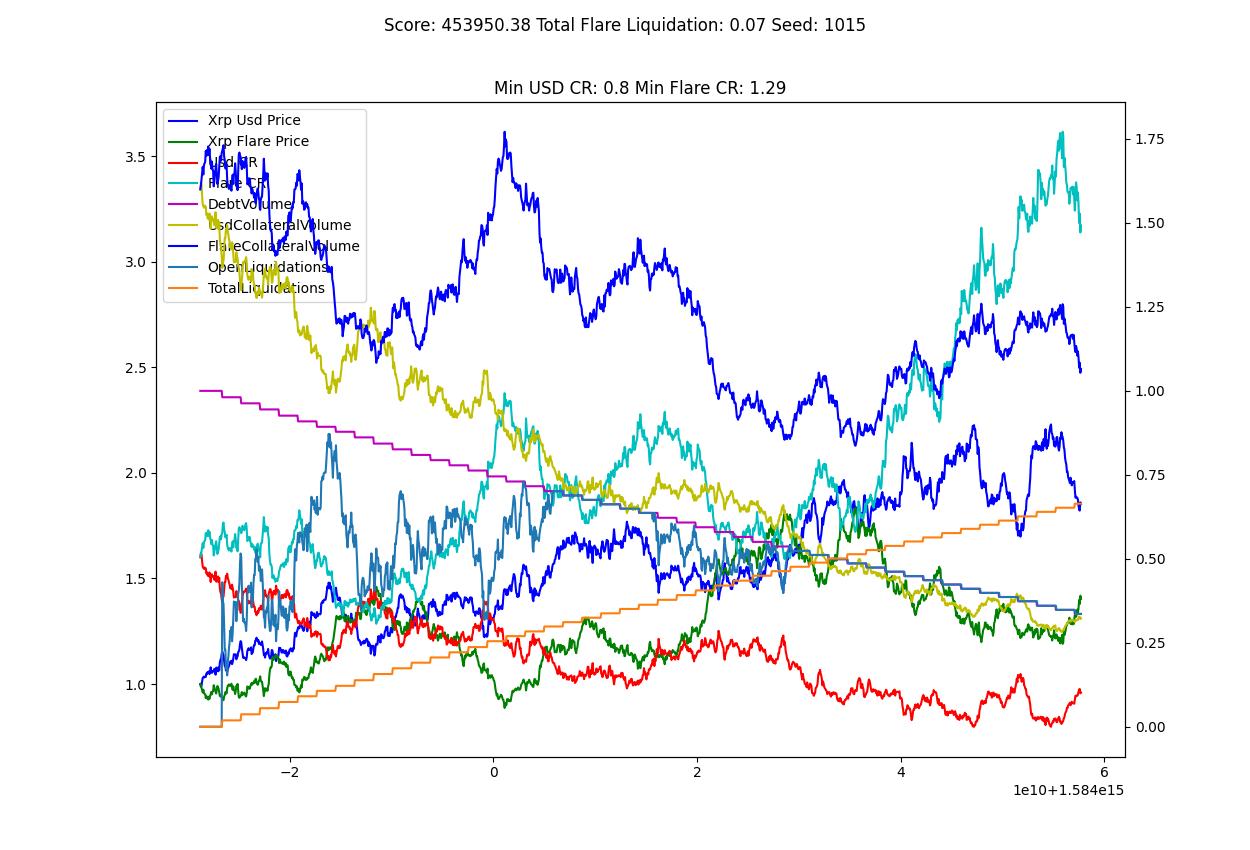 Score: 453950.38 Total Flare Liquidation: 0.07 Seed: 1015
Min USD CR: 0.8 Min Flare CR: 1.29
Xrp Usd Price
Xrp Flare Price
Usd CR
Flare CR
DebtVolume
UsdCollateralVolume
FlareCollateralVolume
OpenLiquidations
TotalLiquidations
3.5
3.0
2.5
2.0
1.5
1.0
1.75
1.50
1.25
1.00
0.75
0.50
0.25
0.00
−2
0
2
4
6
1e10+1.584e15